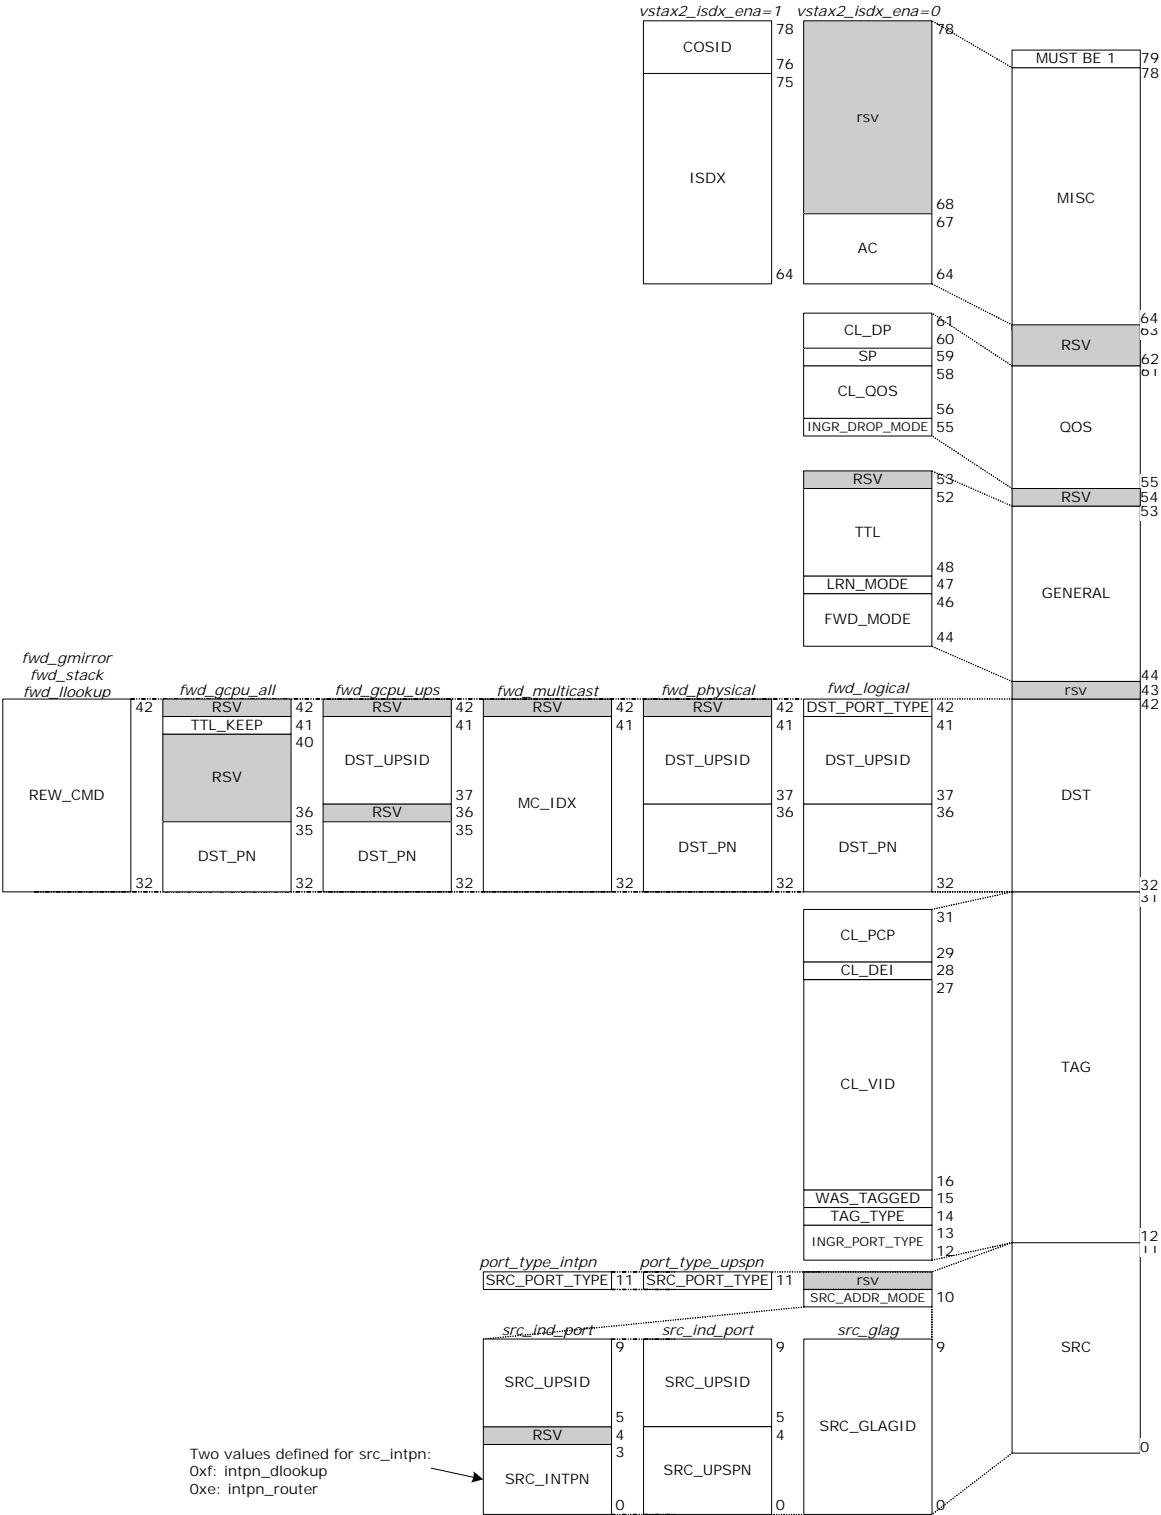 vstax2_isdx_ena=1 vstax2_isdx_ena=0
COSID 78
76
ISDX 75
64
rsv 78
68
AC 67
64
MUST BE 1 79
MISC 78
64
RSV 63
62
CL_DP 61
60
SP 59
CL_QOS 58
56
INGR_DROP_MODE 55
QOS 61
55
RSV 54
RSV 53
TTL 52
48
LRN_MODE 47
FWD_MODE 46
44
GENERAL 53
44
rsv 43
fwd_gmirror
fwd_stack
fwd_llookup
REW_CMD 42
32
fwd_gcpu_all
RSV 42
TTL_KEEP 41
RSV 40
36
DST_PN 35
32
fwd_gcpu_ups
RSV 42
DST_UPSID 41
37
RSV 36
DST_PN 35
32
fwd_multicast
RSV 42
MC_IDX 41
32
fwd_physical
RSV 42
DST_UPSID 41
37
DST_PN 36
32
fwd_logical
DST_PORT_TYPE 42
DST_UPSID 41
37
DST_PN 36
32
DST 42
32
CL_PCP 31
29
CL_DEI 28
CL_VID 27
16
WAS_TAGGED 15
TAG_TYPE 14
INGR_PORT_TYPE 13
12
TAG 31
12
port_type_intpn port_type_upspn
SRC_PORT_TYPE 11 SRC_PORT_TYPE 11 rsv
SRC_ADDR_MODE 10
src_ind_port
SRC_UPSID 9
5
RSV 4
SRC_INTPN 3
0
src_ind_port
SRC_UPSID 9
5
SRC_UPSPN 4
0
src_glag
SRC_GLAGID 9
0
SRC 11
0
Two values defined for src_intpn:
0xf: intpn_dlookup
0xe: intpn_router